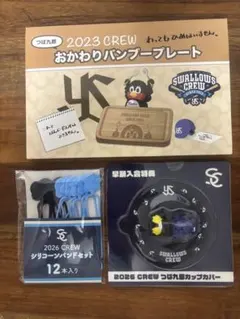 つば九郎
2023 CREW
おかわりバンブープレート
SWALLOWS
CREW
2026 CREW
シリコーンバンドセット
12本入り
早期入会特典
SWALLOWS
CREW
2026 CREW つば九郎カップカバー